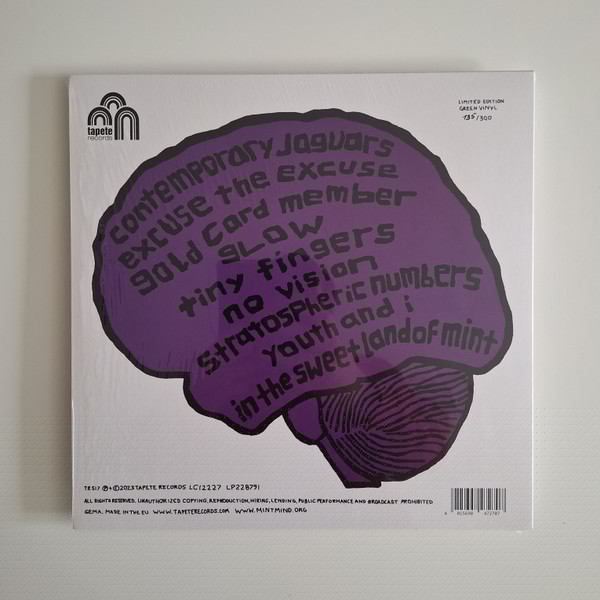 tapete
records
LIMITED EDITION
GREEN VINYL
135/300
contemporary Jaguars
excuse the excuse
gold Card member
glow
tiny fingers
no vision
Stratospheric numbers
youth and i
in the sweet land of mint
TE517 ℗+©2023 TAPETE RECORDS LC12227 LP228791
ALL RIGHTS RESERVED. UNAUTHORIZED COPYING, REPRODUCTION, HIRING, LENDING, PUBLIC PERFORMANCE AND BROADCAST PROHIBITED
GEMA. MADE IN THE EU WWW.TAPETERECORDS.COM WWW.MINTMIND.ORG